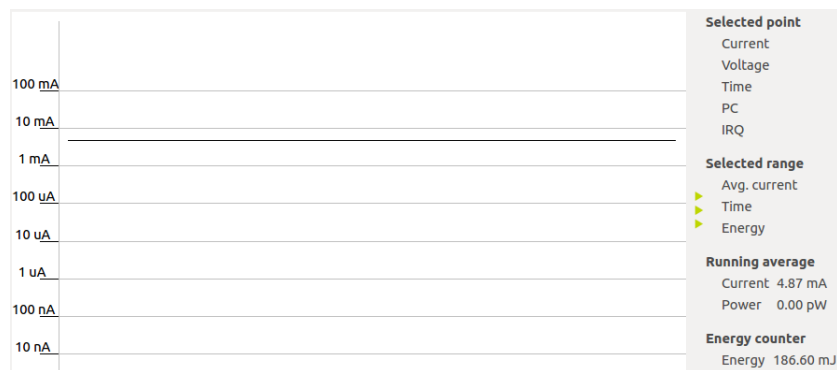 100 mA
10 mA
1 mA
100 uA
10 uA
1 uA
100 nA
10 nA
Selected point
Current
Voltage
Time
PC
IRQ
Selected range
Avg. current
Time
Energy
Running average
Current 4.87 mA
Power 0.00 pW
Energy counter
Energy 186.60 mJ